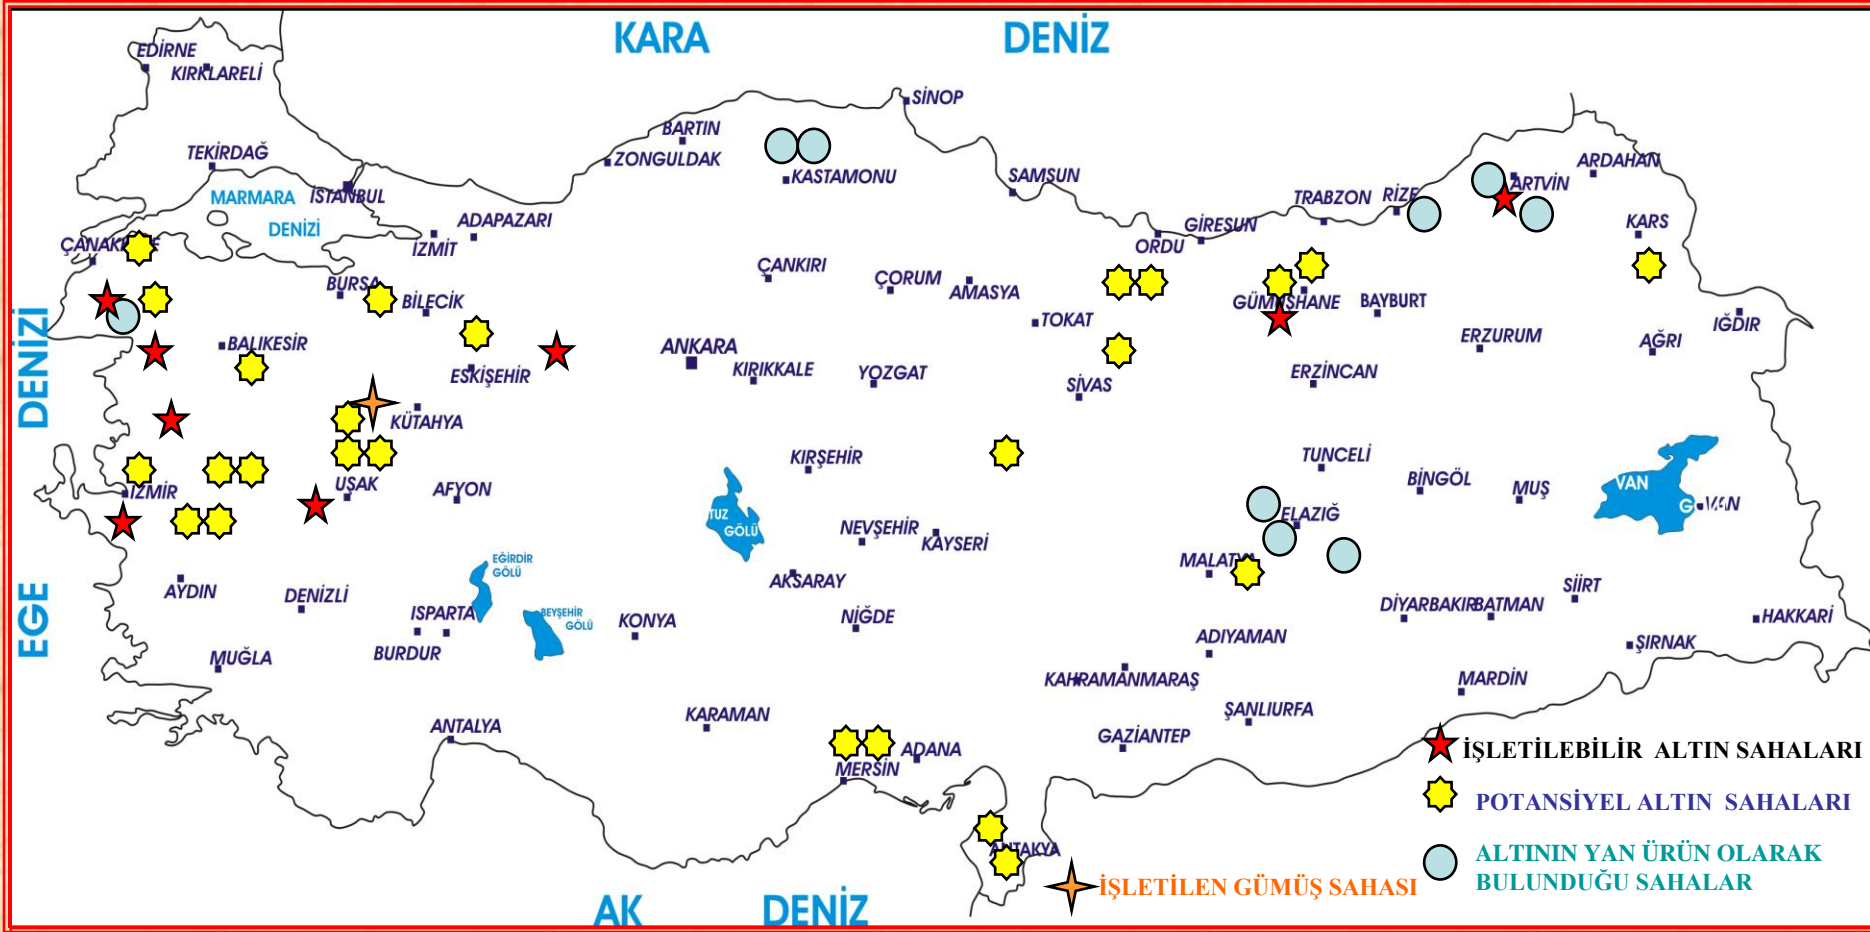 KARA DENİZ
EDİRNE
KIRKLARELİ
SİNOP
BARTIN
ZONGULDAK
KASTAMONU
TEKİRDAĞ
İSTANBUL
MARMARA
DENİZİ
ADAPAZARI
İZMİT
SAMSUN
ORDU
GİRESUN
TRABZON
RİZE
ARTVİN
ARDAHAN
KARS
BURSA
BİLECİK
ÇANKIRI
ÇORUM
AMASYA
TOKAT
GÜMÜŞHANE
BAYBURT
ERZURUM
AĞRI
IĞDIR
EGE DENİZİ
BALIKESİR
ESKİŞEHİR
ANKARA
KIRIKKALE
YOZGAT
SİVAS
ERZİNCAN
KÜTAHYA
UŞAK
AFYON
İZMİR
KIRŞEHİR
TUNCELİ
BİNGÖL
MUŞ
VAN
VAN
TUZ
GÖLÜ
NEVŞEHİR
KAYSERİ
ELAZIĞ
MALATYA
AKSARAY
NİĞDE
EĞİRDİR
GÖLÜ
BEYŞEHİR
GÖLÜ
AYDIN
DENİZLİ
ISPARTA
BURDUR
KONYA
MUĞLA
ADIYAMAN
DİYARBAKIR
BATMAN
SİİRT
HAKKARİ
ŞIRNAK
MARDİN
KAHRAMANMARAŞ
ŞANLIURFA
GAZİANTEP
ANTALYA
KARAMAN
MERSİN
ADANA
ANTAKYA
AK DENİZ
İŞLETİLEBİLİR ALTIN SAHALARI
POTANSİYEL ALTIN SAHALARI
ALTININ YAN ÜRÜN OLARAK
BULUNDUĞU SAHALAR
İŞLETİLEN GÜMÜŞ SAHASI